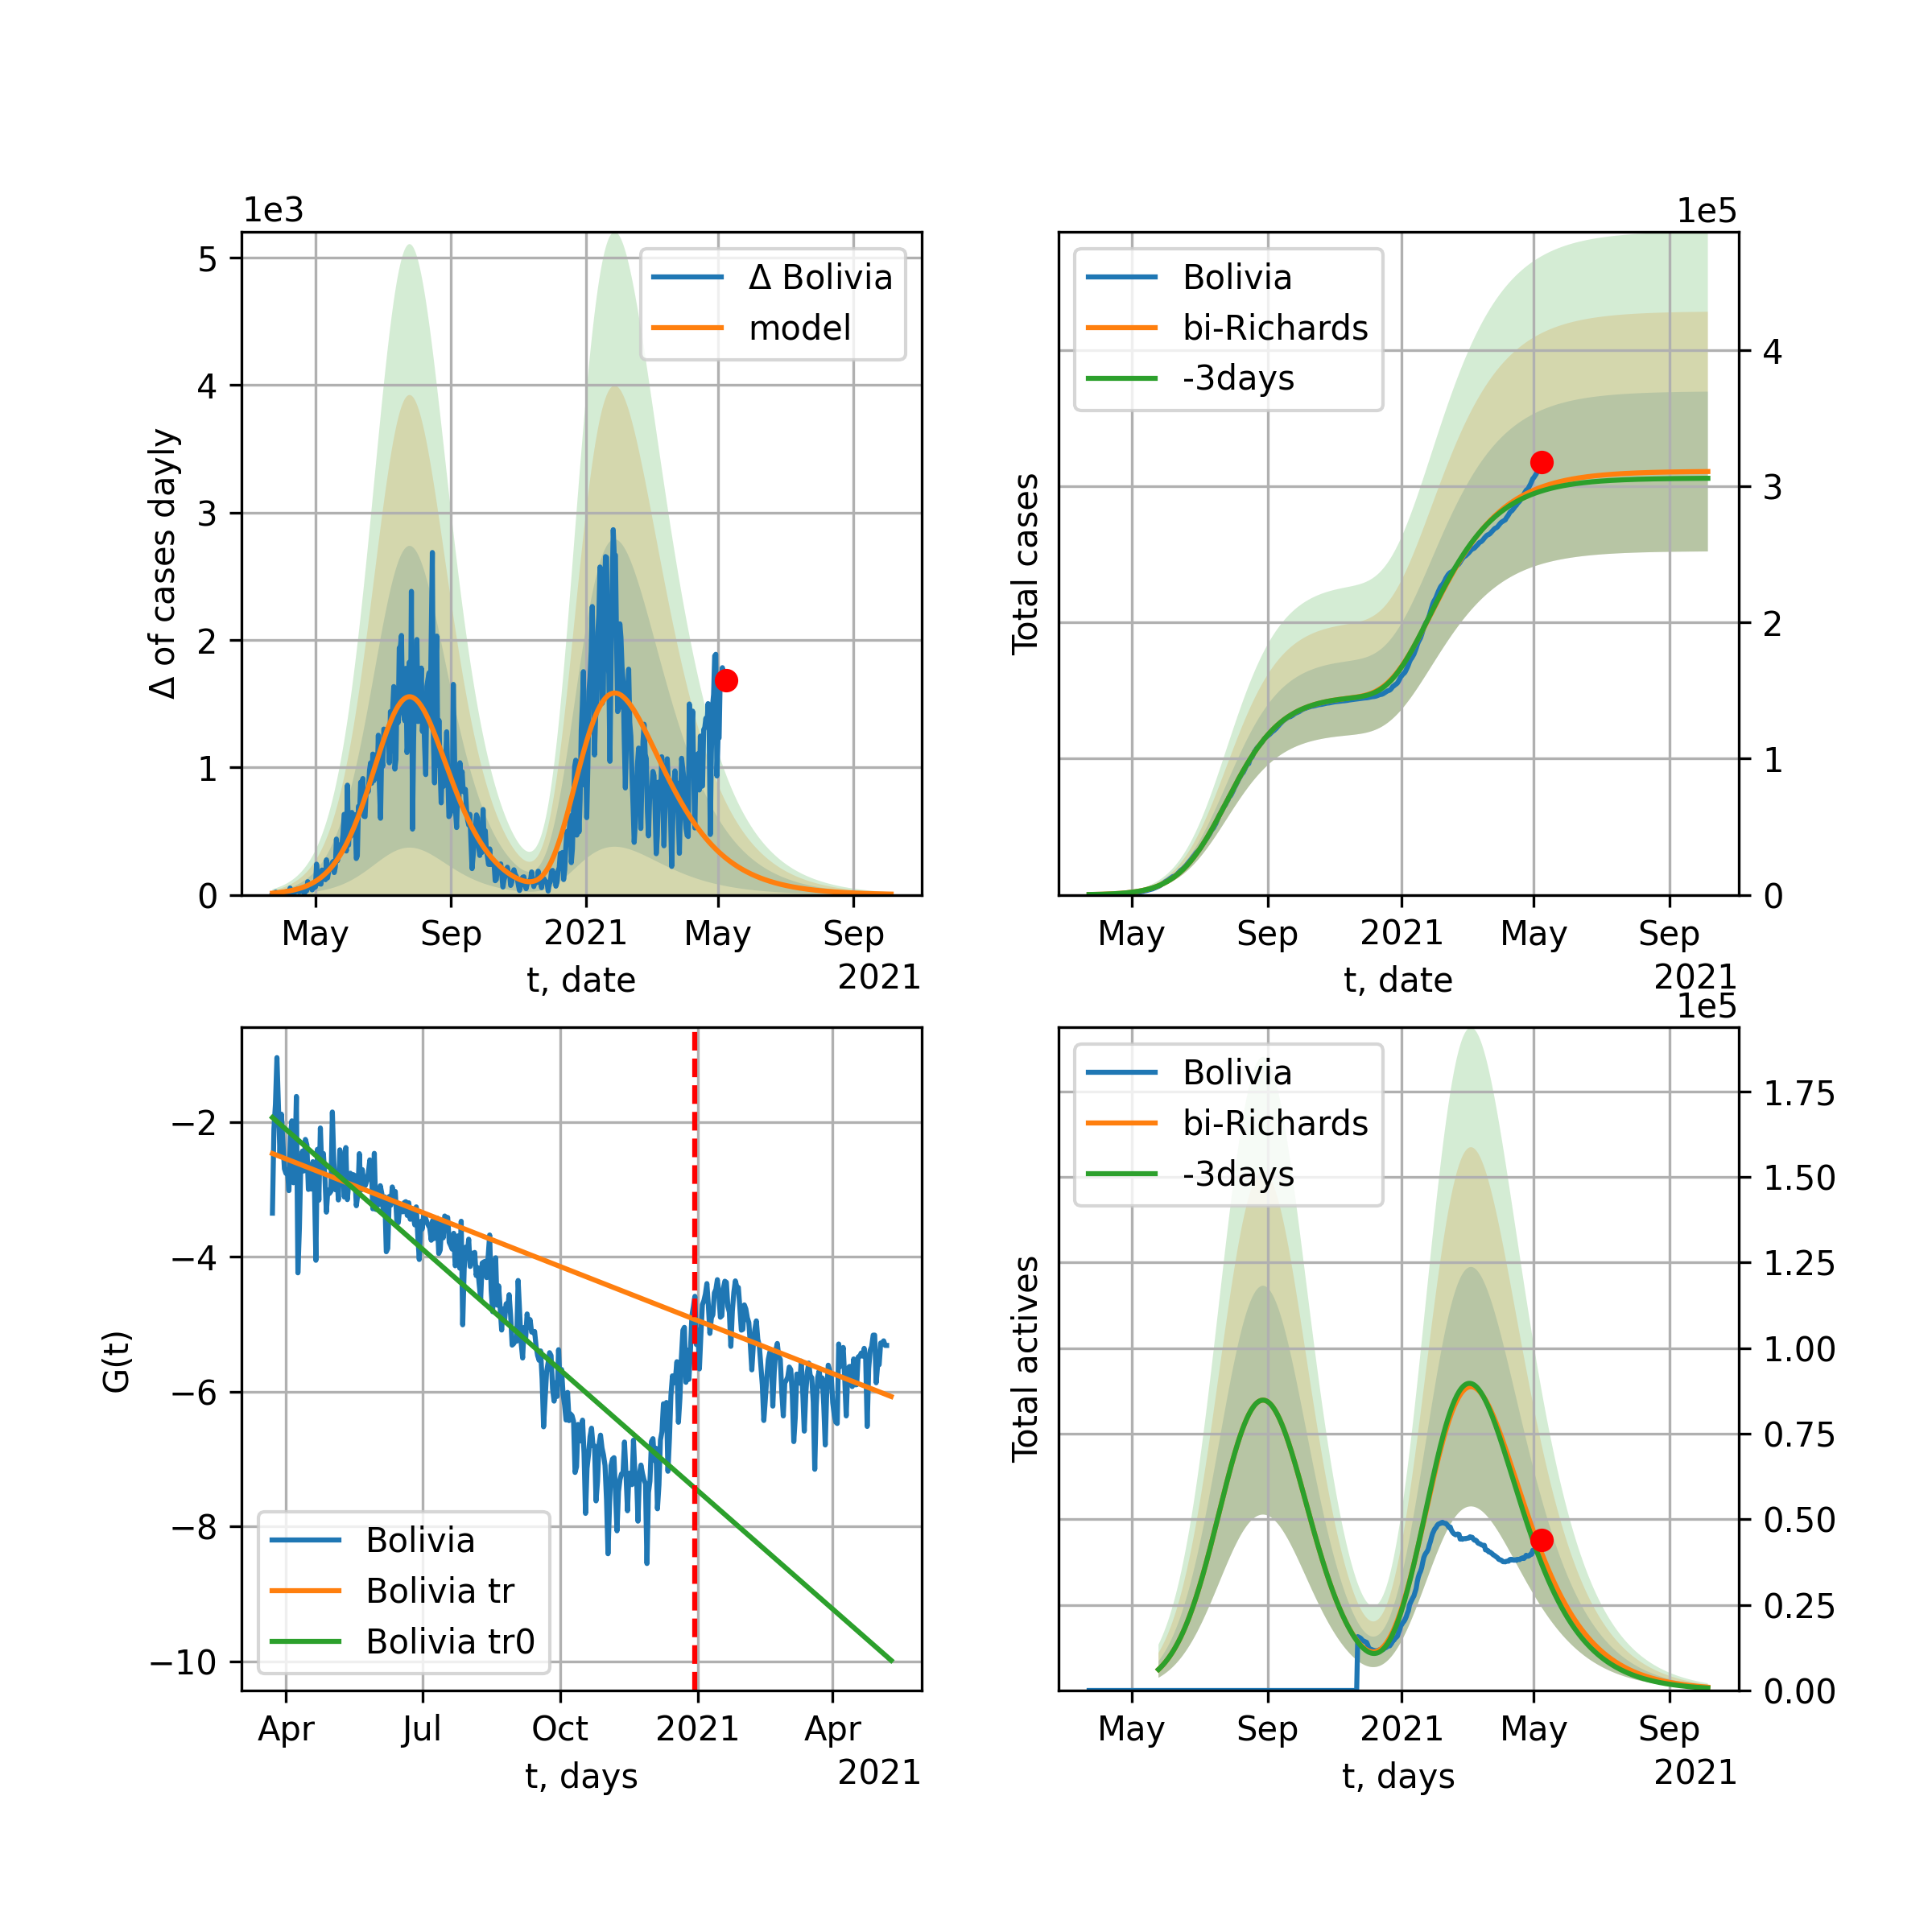 1e3
5
4
3
2
1
0
Δ of cases dayly
Δ Bolivia
model
May
Sep
2021
May
Sep
t, date
2021
1e5
Bolivia
bi-Richards
-3days
Total cases
4
3
2
1
0
May
Sep
2021
May
Sep
t, date
2021
G(t)
−2
−4
−6
−8
−10
Bolivia
Bolivia tr
Bolivia tr0
Apr
Jul
Oct
2021
Apr
t, days
2021
1e5
Bolivia
bi-Richards
-3days
Total actives
1.75
1.50
1.25
1.00
0.75
0.50
0.25
0.00
May
Sep
2021
May
Sep
t, days
2021